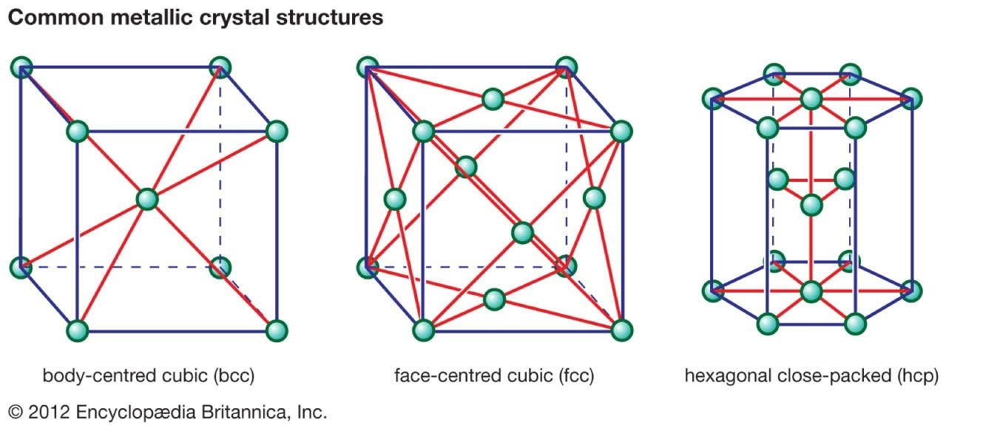 Common metallic crystal structures
body-centred cubic (bcc)
face-centred cubic (fcc)
hexagonal close-packed (hcp)
© 2012 Encyclopædia Britannica, Inc.